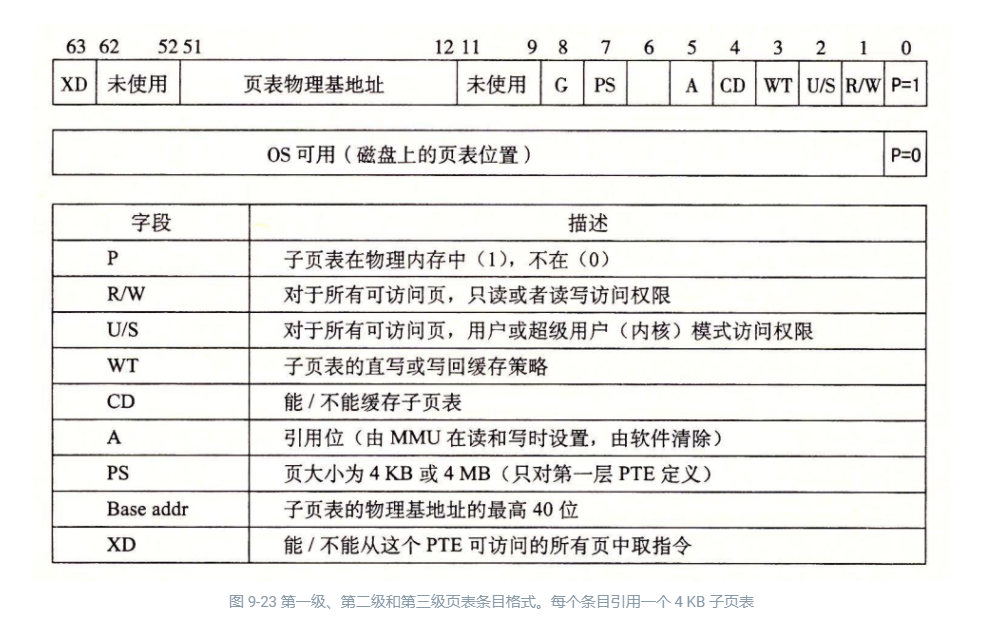 63 62 52 51 12 11 9 8 7 6 5 4 3 2 1 0
XD 未使用 页表物理基地址 未使用 G PS A CD WT U/S R/W P=1
OS 可用（磁盘上的页表位置） P=0
字段 描述
P 子页表在物理内存中（1），不在（0）
R/W 对于所有可访问页，只读或者读写访问权限
U/S 对于所有可访问页，用户或超级用户（内核）模式访问权限
WT 子页表的直写或写回缓存策略
CD 能 / 不能缓存子页表
A 引用位（由 MMU 在读和写时设置，由软件清除）
PS 页大小为 4 KB 或 4 MB（只对第一层 PTE 定义）
Base addr 子页表的物理基地址的最高 40 位
XD 能 / 不能从这个 PTE 可访问的所有页中取指令
图 9-23 第一级、第二级和第三级页表条目格式。每个条目引用一个 4 KB 子页表